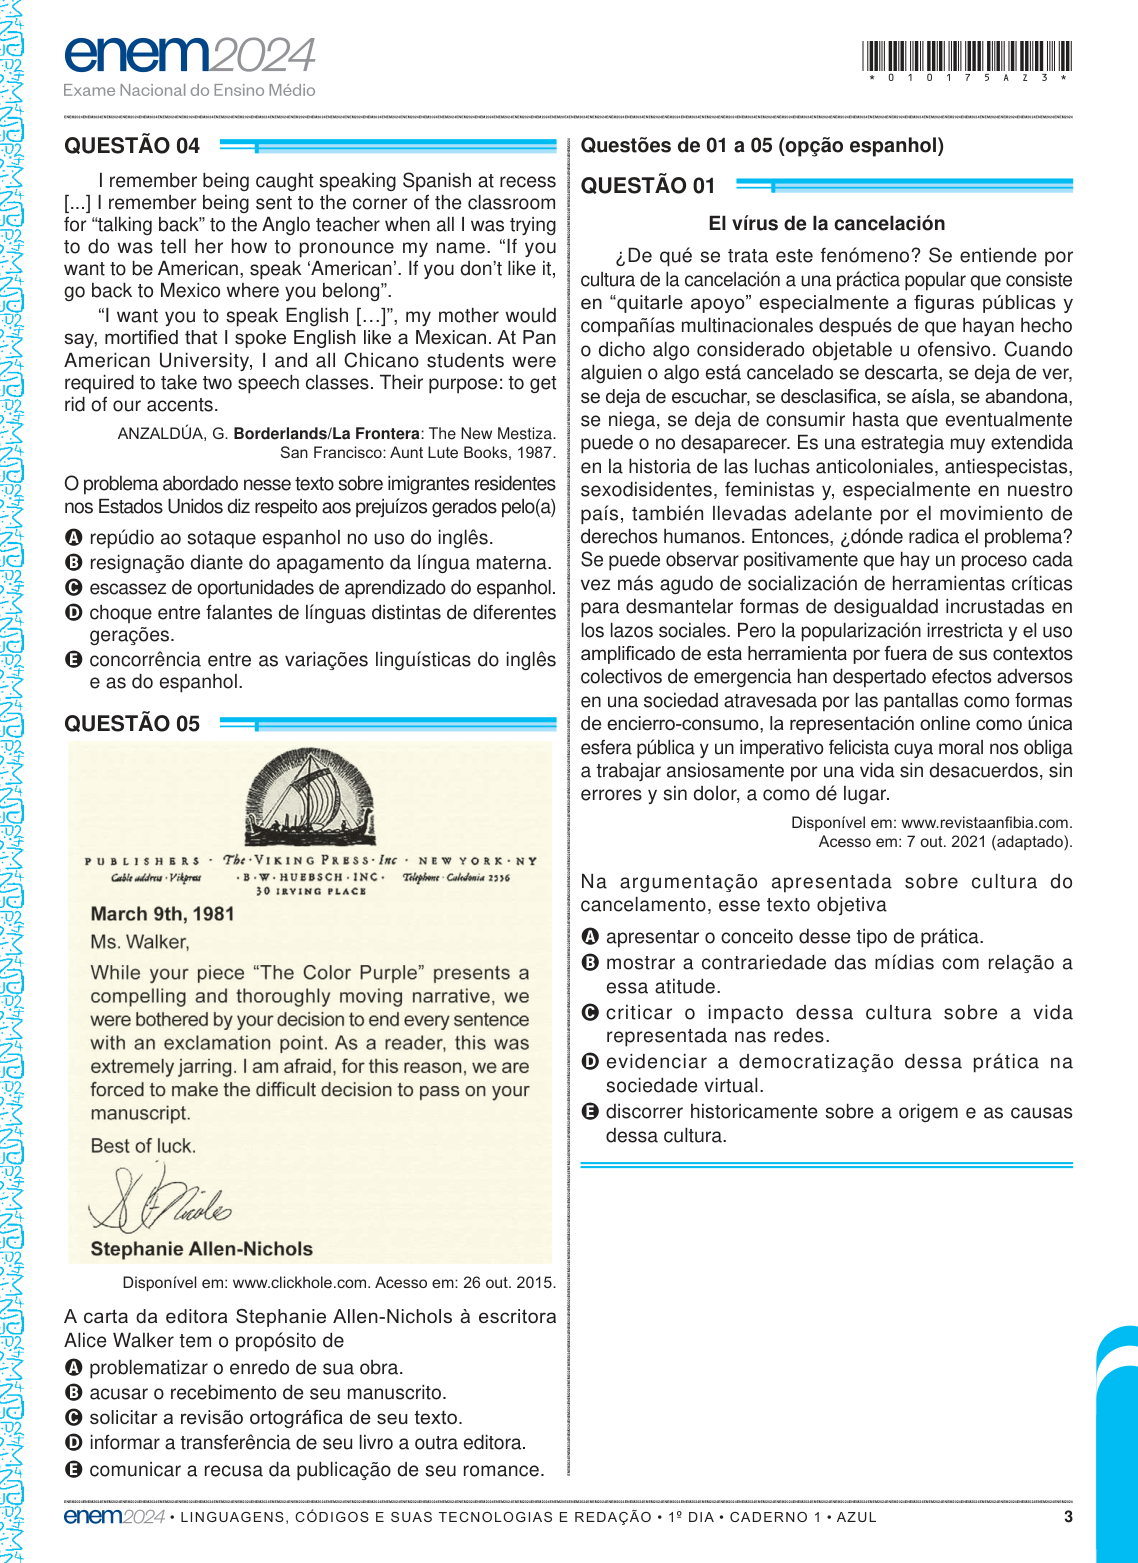 enem2024
Exame Nacional do Ensino Médio
*010175AZ3*
QUESTÃO 04
I remember being caught speaking Spanish at recess
[...] I remember being sent to the corner of the classroom
for “talking back” to the Anglo teacher when all I was trying
to do was tell her how to pronounce my name. “If you
want to be American, speak ‘American’. If you don’t like it,
go back to Mexico where you belong”.
“I want you to speak English […]”, my mother would
say, mortified that I spoke English like a Mexican. At Pan
American University, I and all Chicano students were
required to take two speech classes. Their purpose: to get
rid of our accents.
ANZALDÚA, G. Borderlands/La Frontera: The New Mestiza.
San Francisco: Aunt Lute Books, 1987.
O problema abordado nesse texto sobre imigrantes residentes
nos Estados Unidos diz respeito aos prejuízos gerados pelo(a)
A repúdio ao sotaque espanhol no uso do inglês.
B resignação diante do apagamento da língua materna.
C escassez de oportunidades de aprendizado do espanhol.
D choque entre falantes de línguas distintas de diferentes
gerações.
E concorrência entre as variações linguísticas do inglês
e as do espanhol.
QUESTÃO 05
PUBLISHERS · The·VIKING PRESS·Inc · NEW YORK·NY
Cable address · Vikpress · B·W·HUEBSCH·INC· Telephone · Caledonia 2336
30 IRVING PLACE
March 9th, 1981
Ms. Walker,
While your piece “The Color Purple” presents a
compelling and thoroughly moving narrative, we
were bothered by your decision to end every sentence
with an exclamation point. As a reader, this was
extremely jarring. I am afraid, for this reason, we are
forced to make the difficult decision to pass on your
manuscript.
Best of luck.
Stephanie Allen-Nichols
Disponível em: www.clickhole.com. Acesso em: 26 out. 2015.
A carta da editora Stephanie Allen-Nichols à escritora
Alice Walker tem o propósito de
A problematizar o enredo de sua obra.
B acusar o recebimento de seu manuscrito.
C solicitar a revisão ortográfica de seu texto.
D informar a transferência de seu livro a outra editora.
E comunicar a recusa da publicação de seu romance.
Questões de 01 a 05 (opção espanhol)
QUESTÃO 01
El vírus de la cancelación
¿De qué se trata este fenómeno? Se entiende por
cultura de la cancelación a una práctica popular que consiste
en “quitarle apoyo” especialmente a figuras públicas y
compañías multinacionales después de que hayan hecho
o dicho algo considerado objetable u ofensivo. Cuando
alguien o algo está cancelado se descarta, se deja de ver,
se deja de escuchar, se desclasifica, se aísla, se abandona,
se niega, se deja de consumir hasta que eventualmente
puede o no desaparecer. Es una estrategia muy extendida
en la historia de las luchas anticoloniales, antiespecistas,
sexodisidentes, feministas y, especialmente en nuestro
país, también llevadas adelante por el movimiento de
derechos humanos. Entonces, ¿dónde radica el problema?
Se puede observar positivamente que hay un proceso cada
vez más agudo de socialización de herramientas críticas
para desmantelar formas de desigualdad incrustadas en
los lazos sociales. Pero la popularización irrestricta y el uso
amplificado de esta herramienta por fuera de sus contextos
colectivos de emergencia han despertado efectos adversos
en una sociedad atravesada por las pantallas como formas
de encierro-consumo, la representación online como única
esfera pública y un imperativo felicista cuya moral nos obliga
a trabajar ansiosamente por una vida sin desacuerdos, sin
errores y sin dolor, a como dé lugar.
Disponível em: www.revistaanfibia.com.
Acesso em: 7 out. 2021 (adaptado).
Na argumentação apresentada sobre cultura do
cancelamento, esse texto objetiva
A apresentar o conceito desse tipo de prática.
B mostrar a contrariedade das mídias com relação a
essa atitude.
C criticar o impacto dessa cultura sobre a vida
representada nas redes.
D evidenciar a democratização dessa prática na
sociedade virtual.
E discorrer historicamente sobre a origem e as causas
dessa cultura.
enem2024 • LINGUAGENS, CÓDIGOS E SUAS TECNOLOGIAS E REDAÇÃO • 1º DIA • CADERNO 1 • AZUL
3